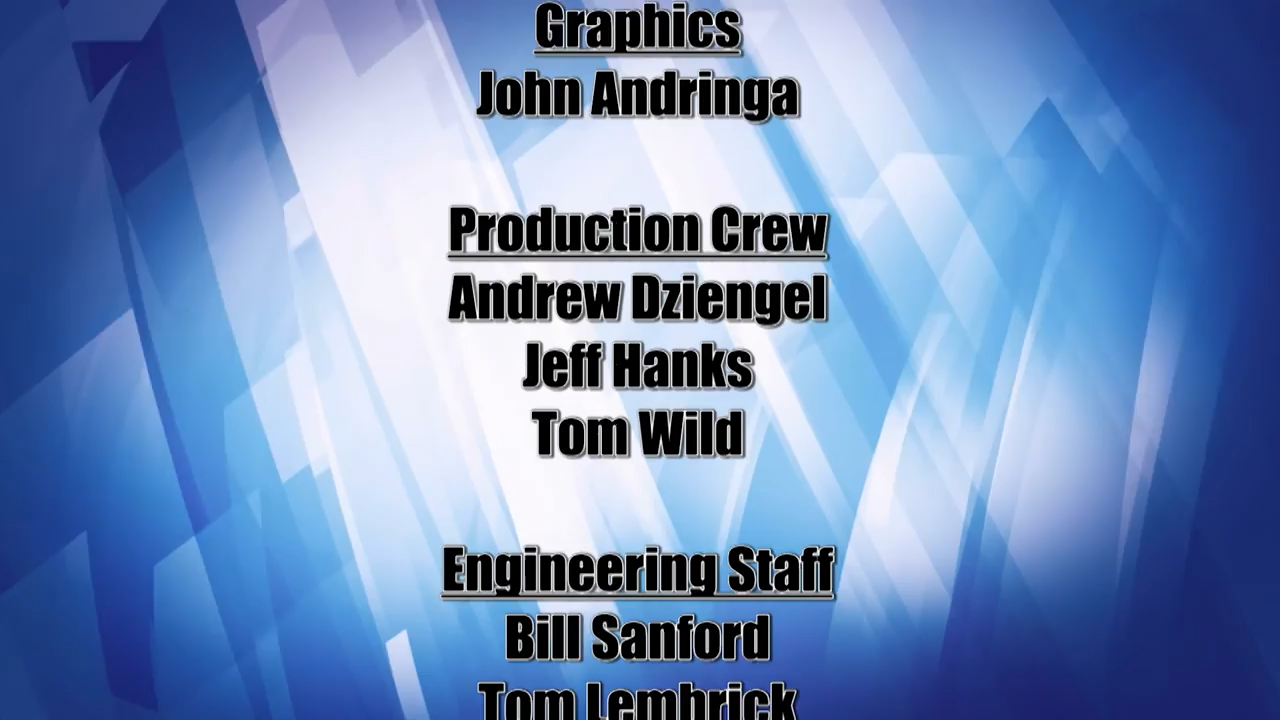 Graphics
John Andringa
Production Crew
Andrew Dziengel
Jeff Hanks
Tom Wild
Engineering Staff
Bill Sanford
Tom Lembrick